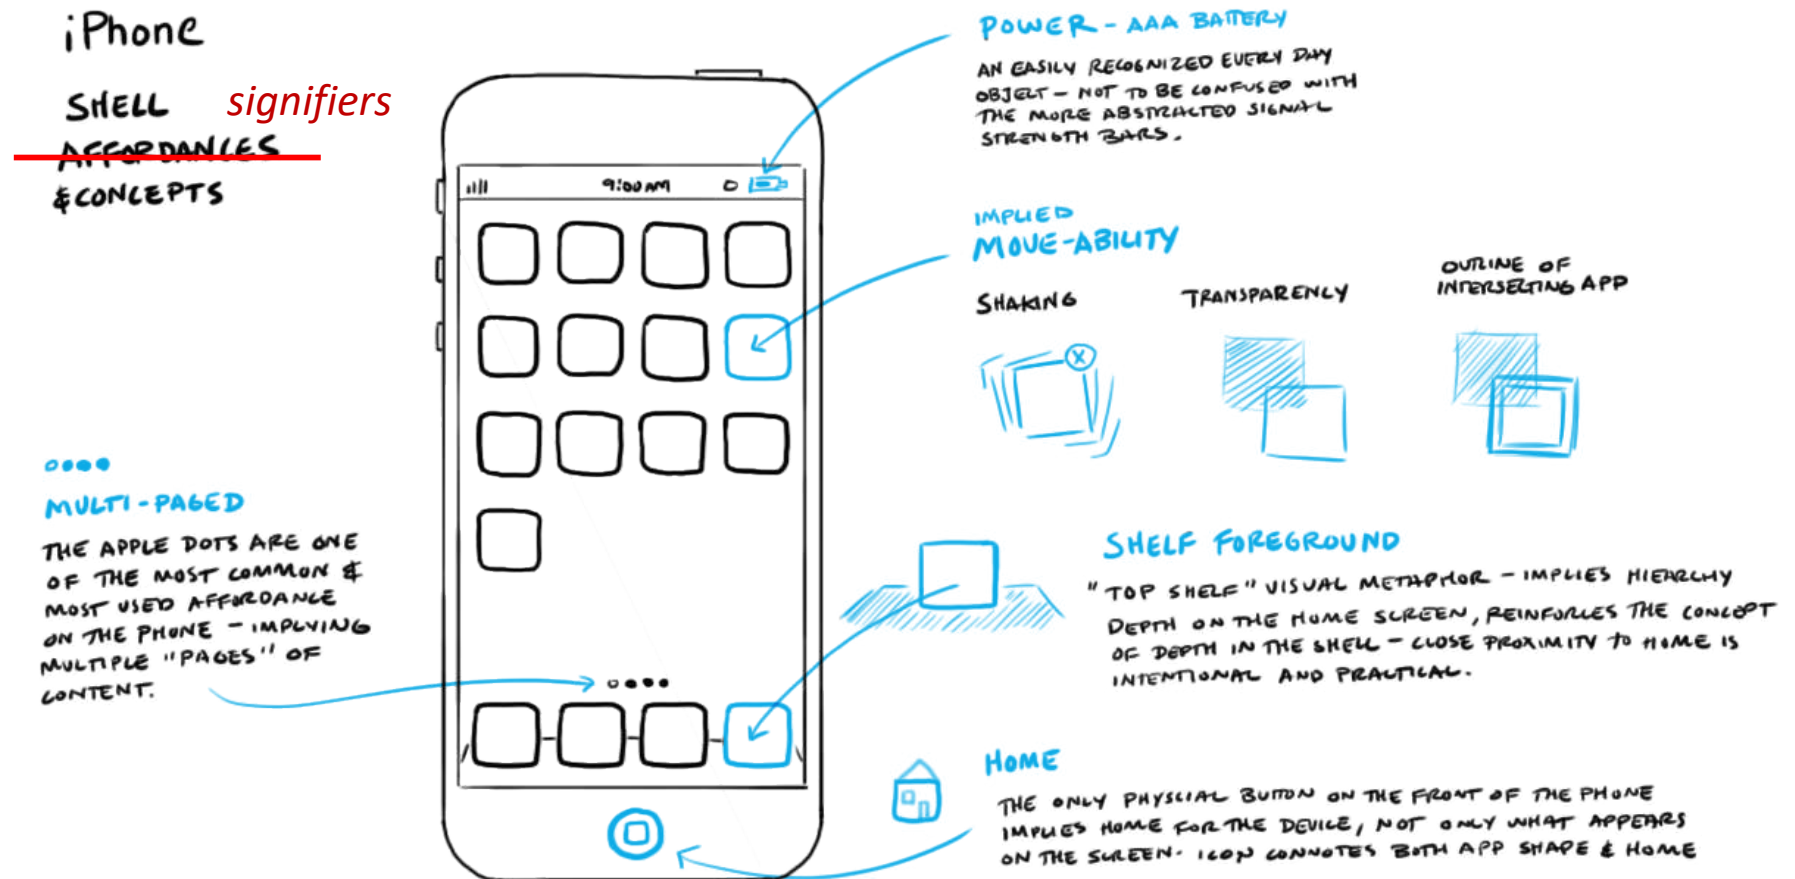 iPhone
SHELL signifiers
AFFORDANCES
& CONCEPTS
POWER - AAA BATTERY
AN EASILY RECOGNIZED EVERY DAY
OBJECT - NOT TO BE CONFUSED WITH
THE MORE ABSTRACTED SIGNAL
STRENGTH BARS.
9:00 AM
IMPLIED
MOVE-ABILITY
SHAKING
TRANSPARENCY
OUTLINE OF
INTERSECTING APP
X
MULTI-PAGED
THE APPLE DOTS ARE ONE
OF THE MOST COMMON &
MOST USED AFFORDANCE
ON THE PHONE - IMPLYING
MULTIPLE "PAGES" OF
CONTENT.
SHELF FOREGROUND
"TOP SHELF" VISUAL METAPHOR - IMPLIES HIERARCHY
DEPTH ON THE HOME SCREEN, REINFORCES THE CONCEPT
OF DEPTH IN THE SHELL - CLOSE PROXIMITY TO HOME IS
INTENTIONAL AND PRACTICAL.
HOME
THE ONLY PHYSCIAL BUTTON ON THE FRONT OF THE PHONE
IMPLIES HOME FOR THE DEVICE, NOT ONLY WHAT APPEARS
ON THE SCREEN. ICON CONNOTES BOTH APP SHAPE & HOME